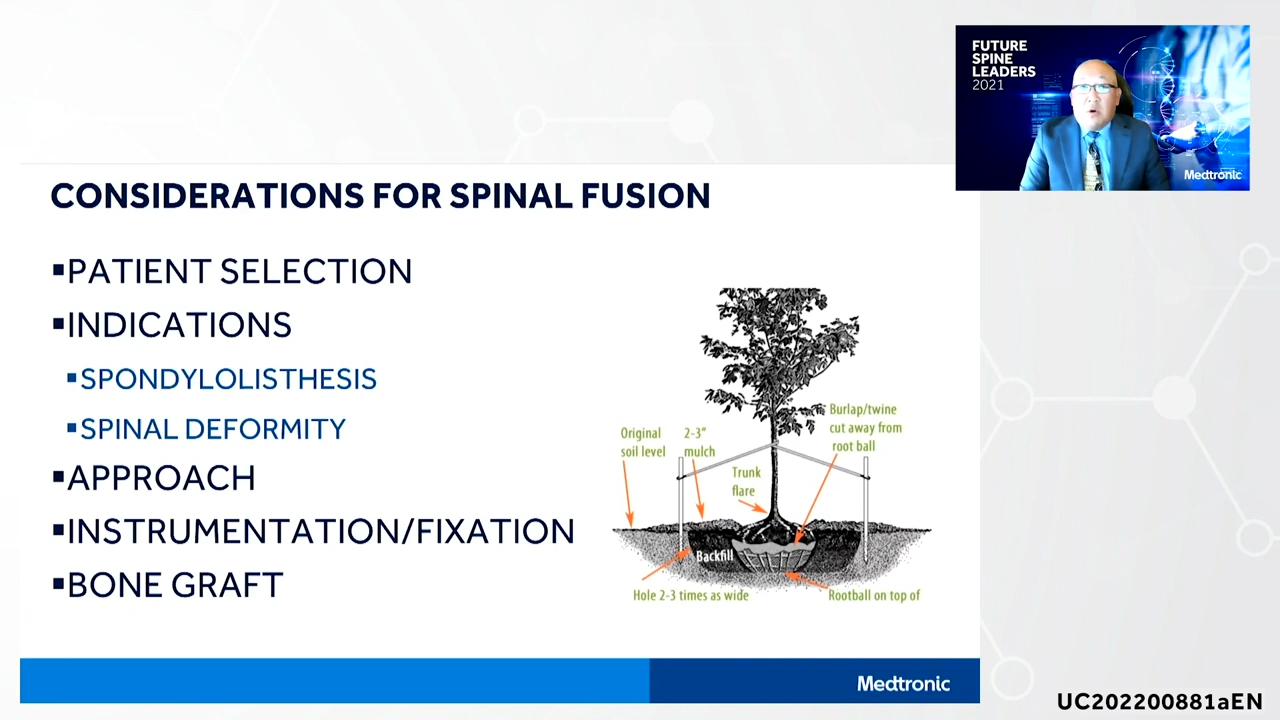 FUTURE
SPINE
LEADERS
2021
Medtronic
CONSIDERATIONS FOR SPINAL FUSION
▪PATIENT SELECTION
▪INDICATIONS
▪SPONDYLOLISTHESIS
▪SPINAL DEFORMITY
▪APPROACH
▪INSTRUMENTATION/FIXATION
▪BONE GRAFT
Original
soil level
2-3"
mulch
Trunk
flare
Burlap/twine
cut away from
root ball
Backfill
Hole 2-3 times as wide
Rootball on top of
Medtronic
UC202200881aEN